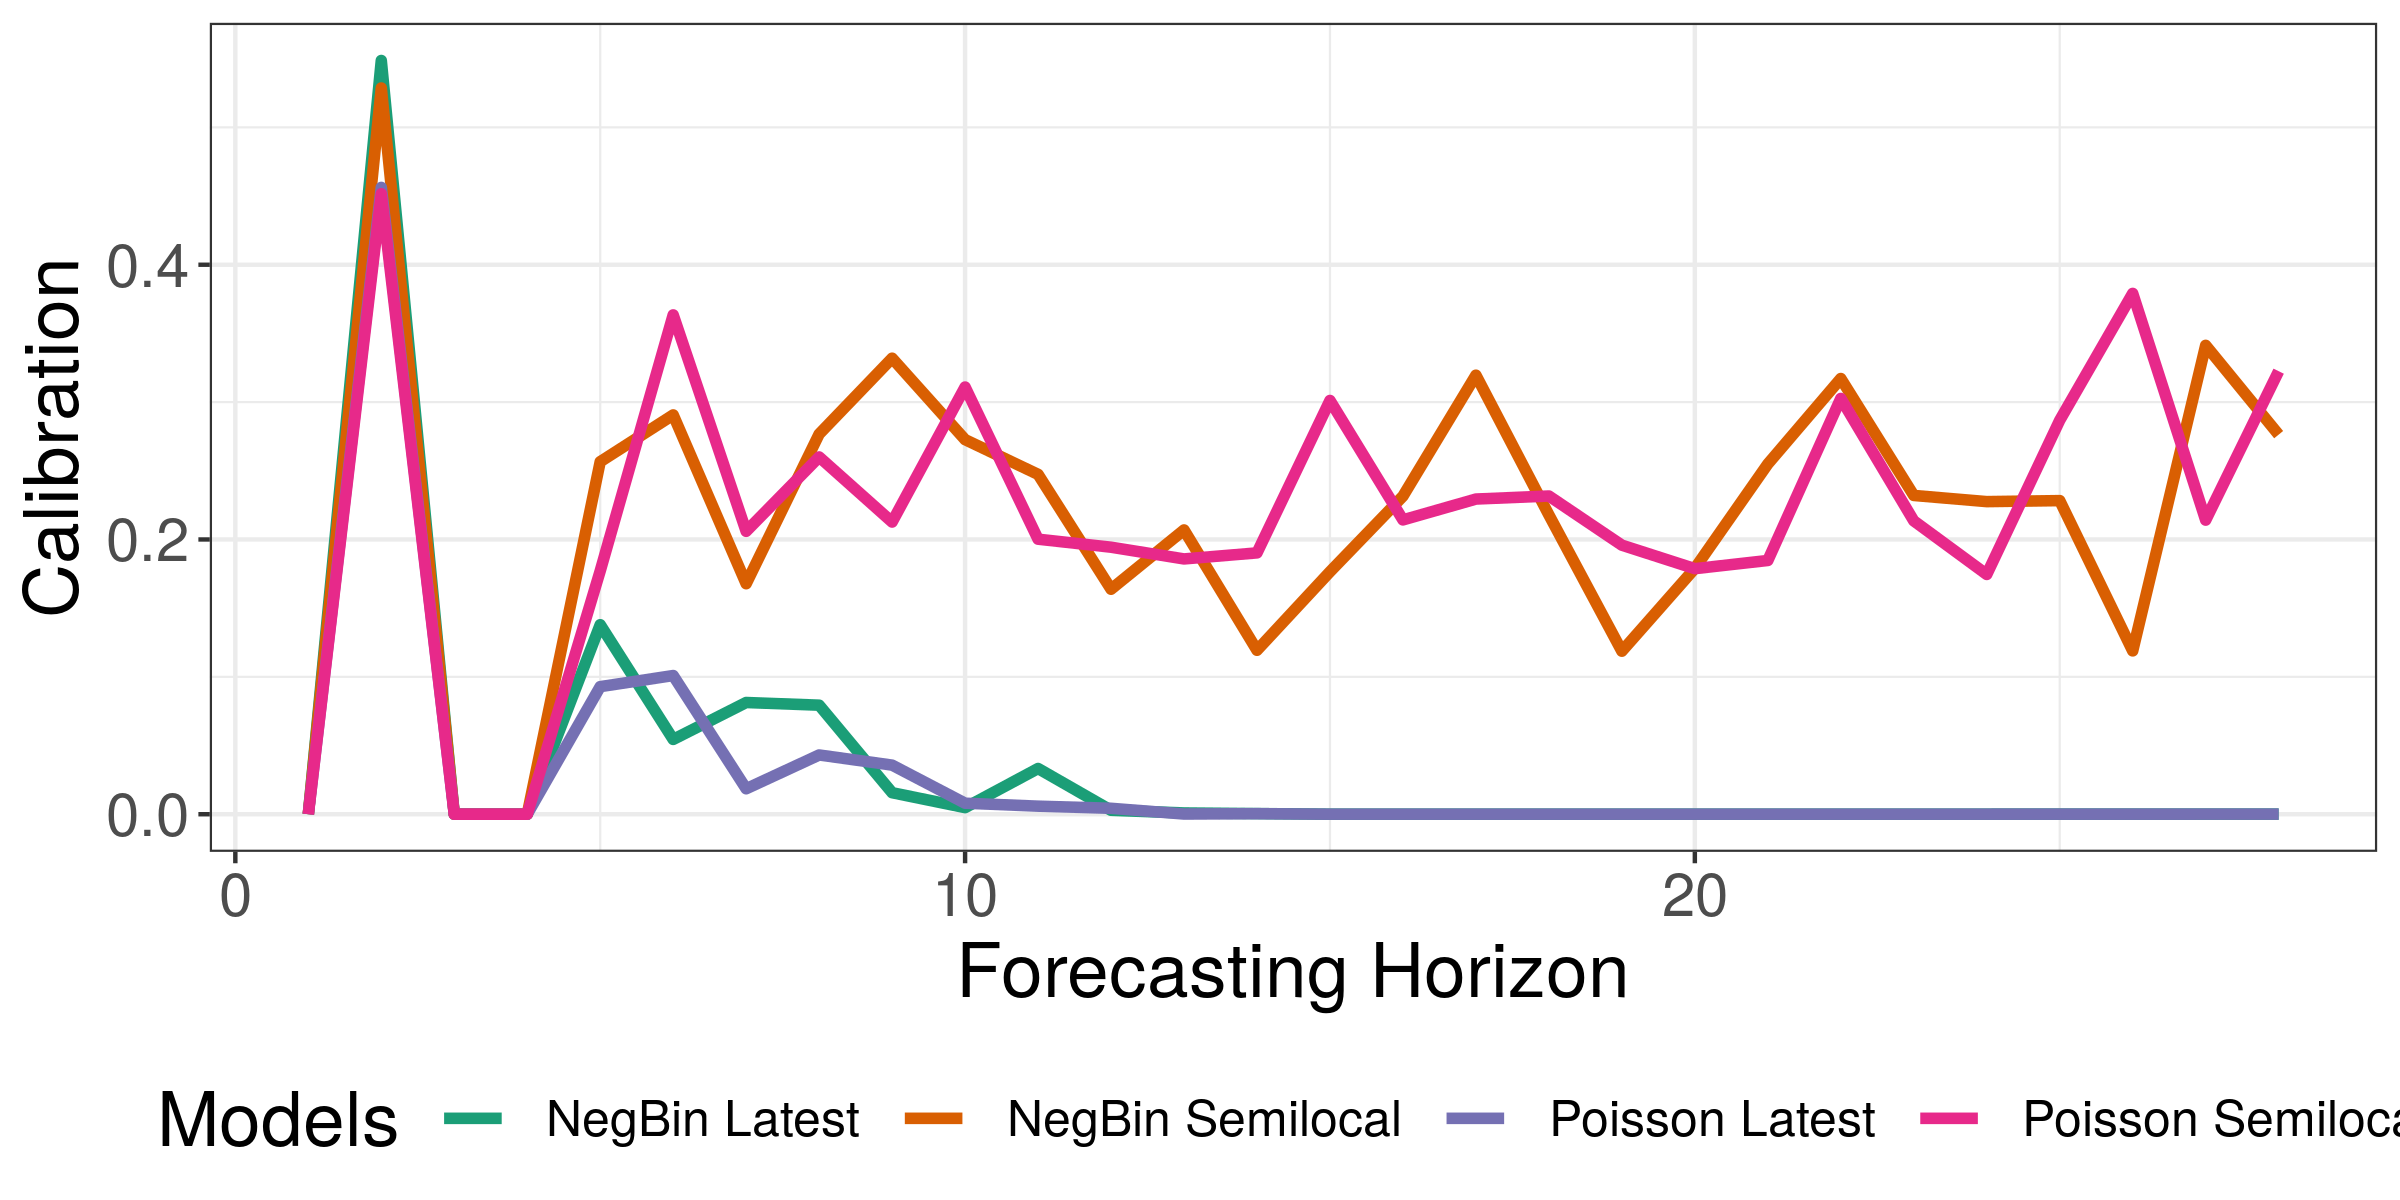 Calibration
0.4
0.2
0.0
0 10 20
Forecasting Horizon
Models NegBin Latest NegBin Semilocal Poisson Latest Poisson